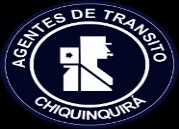 AGENTES DE TRANSITO
CHIQUINQUIRÁ